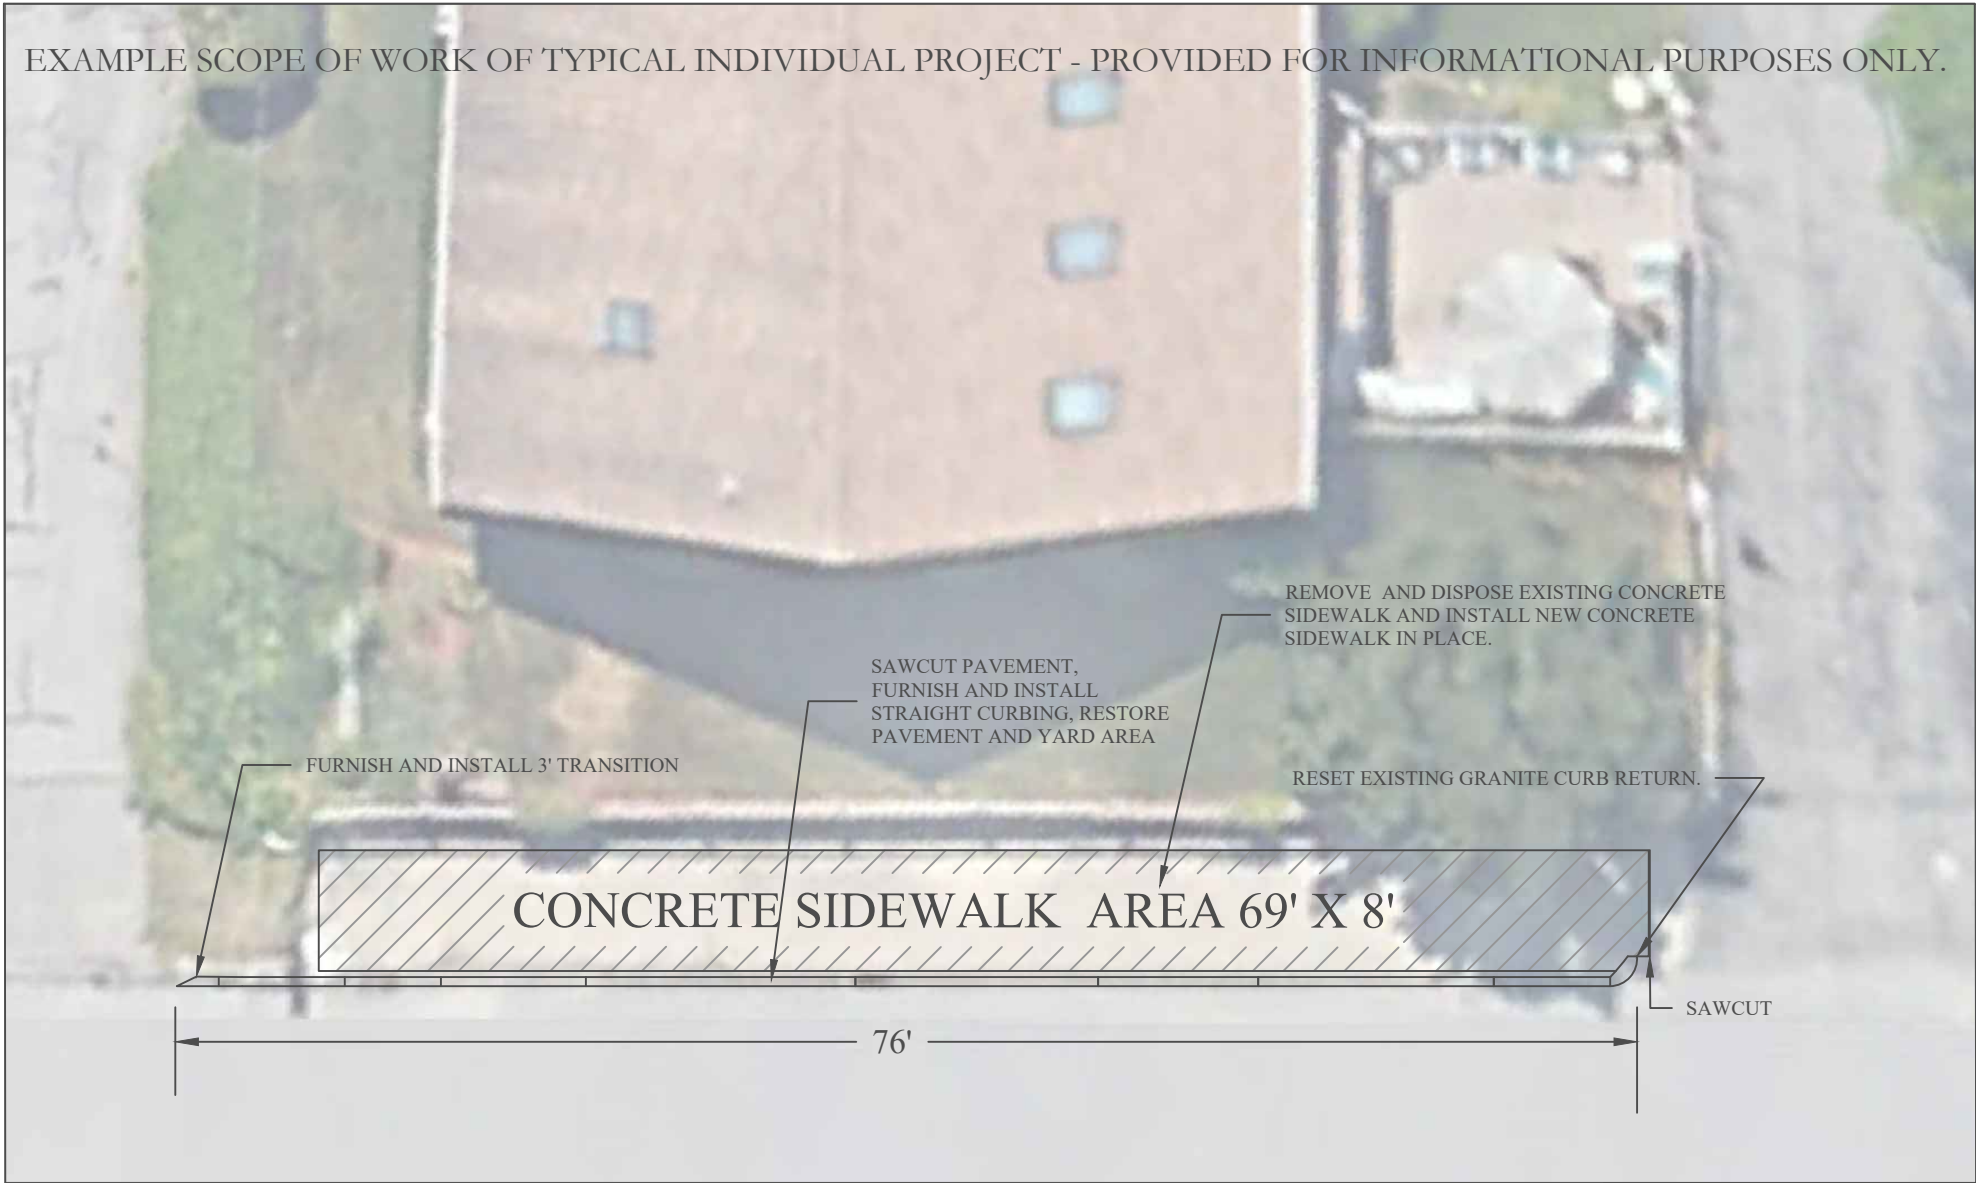 EXAMPLE SCOPE OF WORK OF TYPICAL INDIVIDUAL PROJECT - PROVIDED FOR INFORMATIONAL PURPOSES ONLY.
REMOVE AND DISPOSE EXISTING CONCRETE
SIDEWALK AND INSTALL NEW CONCRETE
SIDEWALK IN PLACE.
SAWCUT PAVEMENT,
FURNISH AND INSTALL
STRAIGHT CURBING, RESTORE
PAVEMENT AND YARD AREA
FURNISH AND INSTALL 3' TRANSITION
RESET EXISTING GRANITE CURB RETURN.
CONCRETE SIDEWALK AREA 69' X 8'
SAWCUT
76'